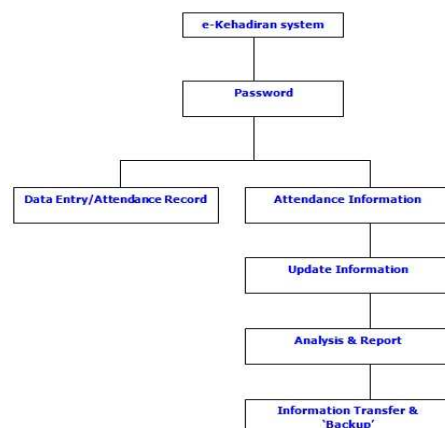 e-Kehadiran system
Password
Data Entry/Attendance Record
Attendance Information
Update Information
Analysis & Report
Information Transfer &
‘Backup’